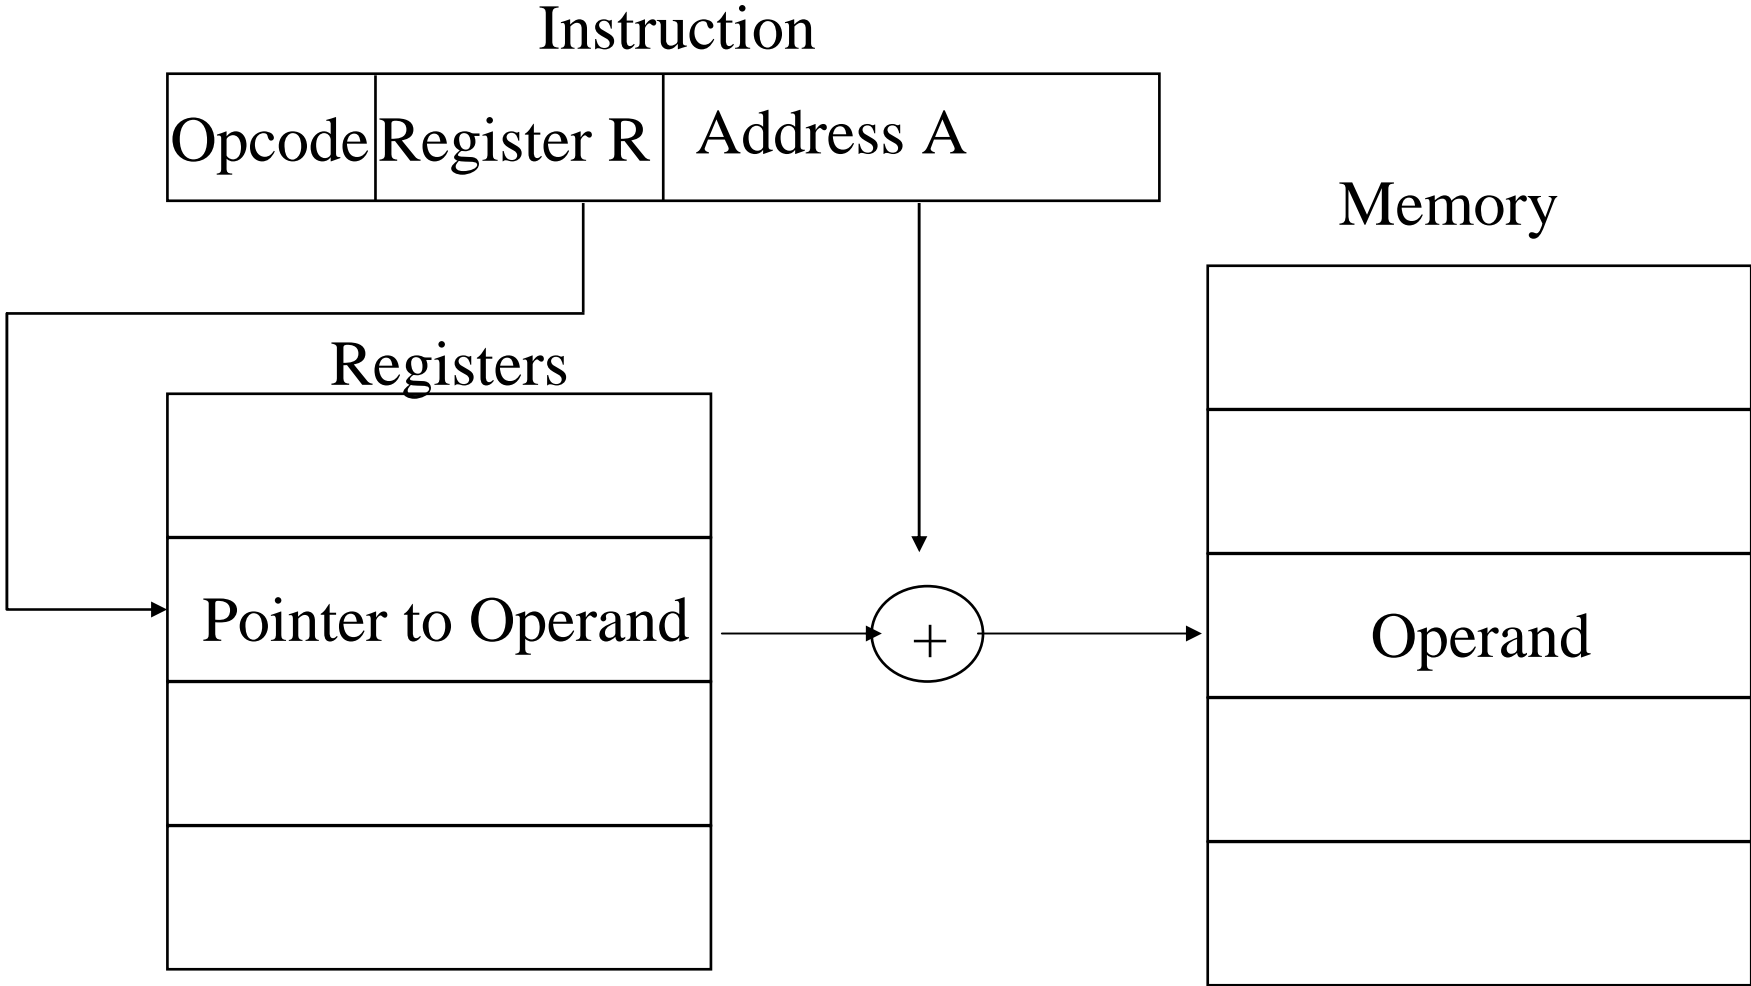 Instruction
Opcode Register R Address A
Memory
Registers
Pointer to Operand
+
Operand